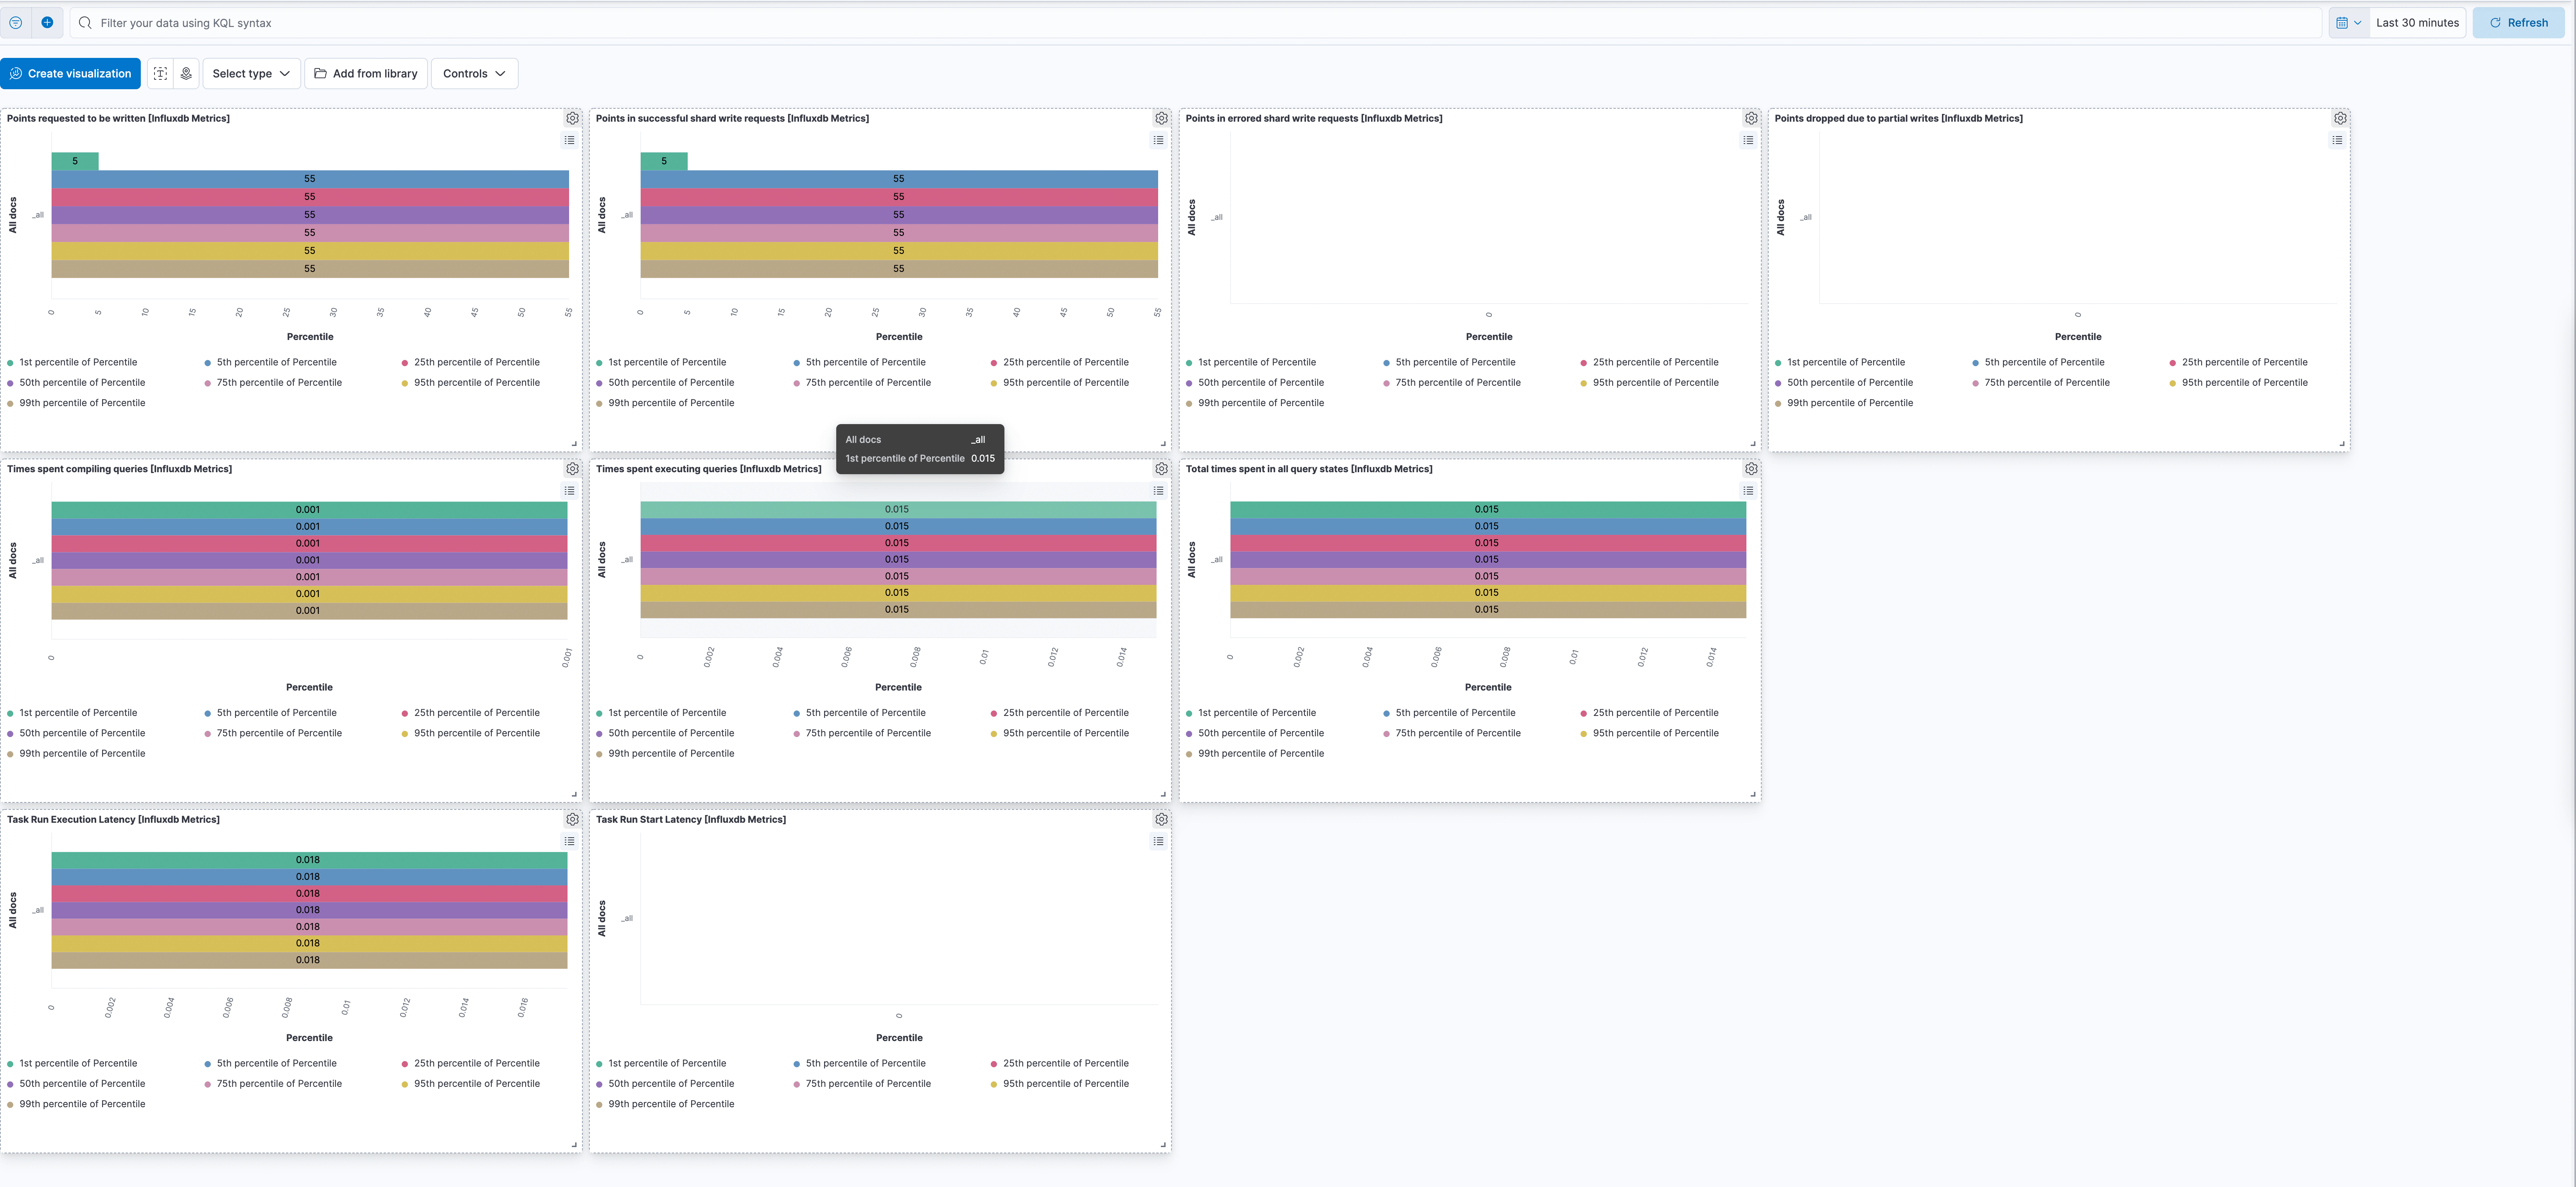 Filter your data using KQL syntax
Last 30 minutes
Refresh
Create visualization
Select type
Add from library
Controls
Points requested to be written [Influxdb Metrics]
All docs
_all
5
55
55
55
55
55
55
0 5 10 15 20 25 30 35 40 45 50 55
Percentile
1st percentile of Percentile 5th percentile of Percentile 25th percentile of Percentile
50th percentile of Percentile 75th percentile of Percentile 95th percentile of Percentile
99th percentile of Percentile
Points in successful shard write requests [Influxdb Metrics]
All docs
_all
5
55
55
55
55
55
55
0 5 10 15 20 25 30 35 40 45 50 55
Percentile
1st percentile of Percentile 5th percentile of Percentile 25th percentile of Percentile
50th percentile of Percentile 75th percentile of Percentile 95th percentile of Percentile
99th percentile of Percentile
Points in errored shard write requests [Influxdb Metrics]
All docs
_all
0
Percentile
1st percentile of Percentile 5th percentile of Percentile 25th percentile of Percentile
50th percentile of Percentile 75th percentile of Percentile 95th percentile of Percentile
99th percentile of Percentile
Points dropped due to partial writes [Influxdb Metrics]
All docs
_all
0
Percentile
1st percentile of Percentile 5th percentile of Percentile 25th percentile of Percentile
50th percentile of Percentile 75th percentile of Percentile 95th percentile of Percentile
99th percentile of Percentile
Times spent compiling queries [Influxdb Metrics]
All docs
_all
0.001
0.001
0.001
0.001
0.001
0.001
0.001
0 0.001
Percentile
1st percentile of Percentile 5th percentile of Percentile 25th percentile of Percentile
50th percentile of Percentile 75th percentile of Percentile 95th percentile of Percentile
99th percentile of Percentile
All docs _all
1st percentile of Percentile 0.015
Times spent executing queries [Influxdb Metrics]
All docs
_all
0.015
0.015
0.015
0.015
0.015
0.015
0.015
0 0.002 0.004 0.006 0.008 0.01 0.012 0.014
Percentile
1st percentile of Percentile 5th percentile of Percentile 25th percentile of Percentile
50th percentile of Percentile 75th percentile of Percentile 95th percentile of Percentile
99th percentile of Percentile
Total times spent in all query states [Influxdb Metrics]
All docs
_all
0.015
0.015
0.015
0.015
0.015
0.015
0.015
0 0.002 0.004 0.006 0.008 0.01 0.012 0.014
Percentile
1st percentile of Percentile 5th percentile of Percentile 25th percentile of Percentile
50th percentile of Percentile 75th percentile of Percentile 95th percentile of Percentile
99th percentile of Percentile
Task Run Execution Latency [Influxdb Metrics]
All docs
_all
0.018
0.018
0.018
0.018
0.018
0.018
0.018
0 0.002 0.004 0.006 0.008 0.01 0.012 0.014 0.016
Percentile
1st percentile of Percentile 5th percentile of Percentile 25th percentile of Percentile
50th percentile of Percentile 75th percentile of Percentile 95th percentile of Percentile
99th percentile of Percentile
Task Run Start Latency [Influxdb Metrics]
All docs
_all
0
Percentile
1st percentile of Percentile 5th percentile of Percentile 25th percentile of Percentile
50th percentile of Percentile 75th percentile of Percentile 95th percentile of Percentile
99th percentile of Percentile